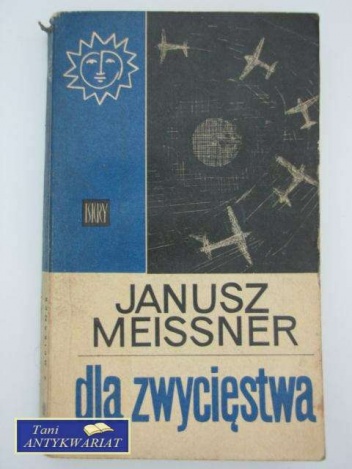 ISKRY
JANUSZ
MEISSNER
dla zwycięstwa
Tani
ANTYKWARIAT